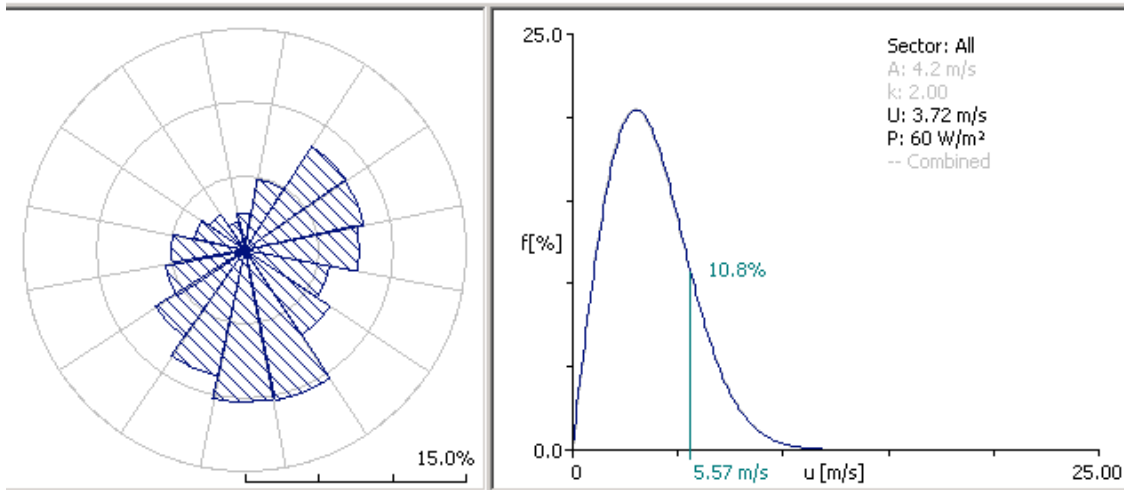 15.0%
25.0
Sector: All
A: 4.2 m/s
k: 2.00
U: 3.72 m/s
P: 60 W/m²
-- Combined
f[%]
10.8%
0.0
0
5.57 m/s
u [m/s]
25.00